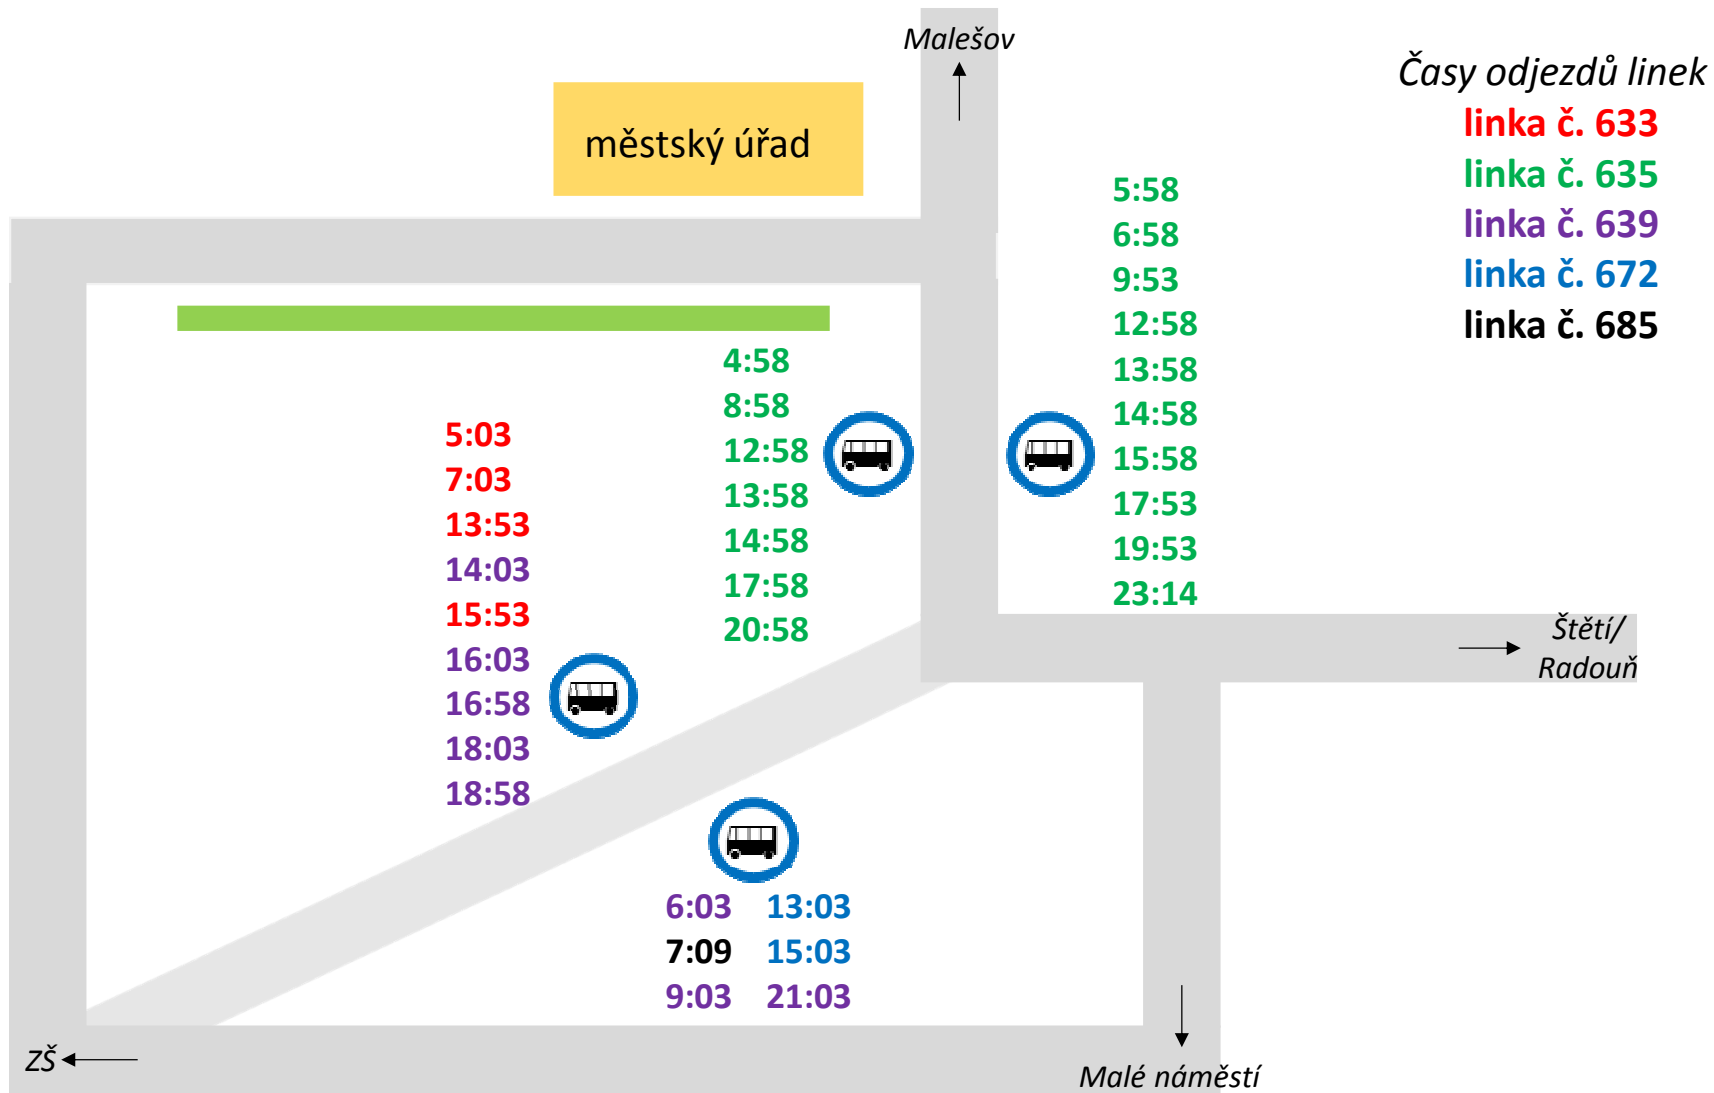 Malešov
Časy odjezdů linek
linka č. 633
linka č. 635
linka č. 639
linka č. 672
linka č. 685
městský úřad
5:58
6:58
9:53
12:58
13:58
14:58
15:58
17:53
19:53
23:14
4:58
8:58
12:58
13:58
14:58
17:58
20:58
5:03
7:03
13:53
14:03
15:53
16:03
16:58
18:03
18:58
Štětí/
Radouň
6:03 13:03
7:09 15:03
9:03 21:03
ZŠ
Malé náměstí